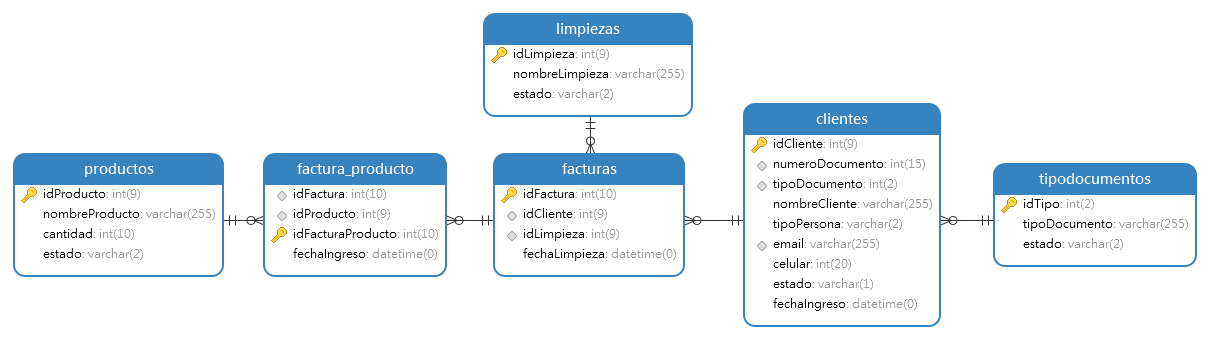 limpiezas
idLimpieza: int(9)
nombreLimpieza: varchar(255)
estado: varchar(2)
productos
idProducto: int(9)
nombreProducto: varchar(255)
cantidad: int(10)
estado: varchar(2)
factura_producto
idFactura: int(10)
idProducto: int(9)
idFacturaProducto: int(10)
fechaIngreso: datetime(0)
facturas
idFactura: int(10)
idCliente: int(9)
idLimpieza: int(9)
fechaLimpieza: datetime(0)
clientes
idCliente: int(9)
numeroDocumento: int(15)
tipoDocumento: int(2)
nombreCliente: varchar(255)
tipoPersona: varchar(2)
email: varchar(255)
celular: int(20)
estado: varchar(1)
fechaIngreso: datetime(0)
tipodocumentos
idTipo: int(2)
tipoDocumento: varchar(255)
estado: varchar(2)